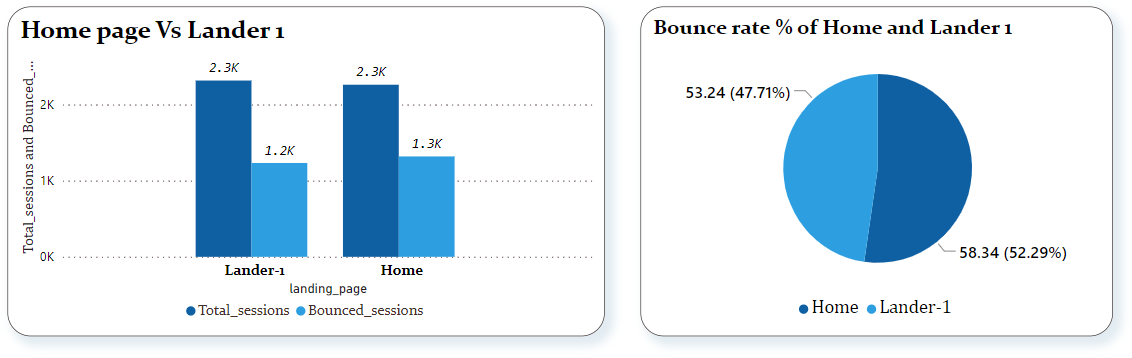 Home page Vs Lander 1
Total_sessions and Bounced_...
2K
1K
0K
2.3K
1.2K
2.3K
1.3K
Lander-1
Home
landing_page
Total_sessions
Bounced_sessions
Bounce rate % of Home and Lander 1
53.24 (47.71%)
58.34 (52.29%)
Home
Lander-1